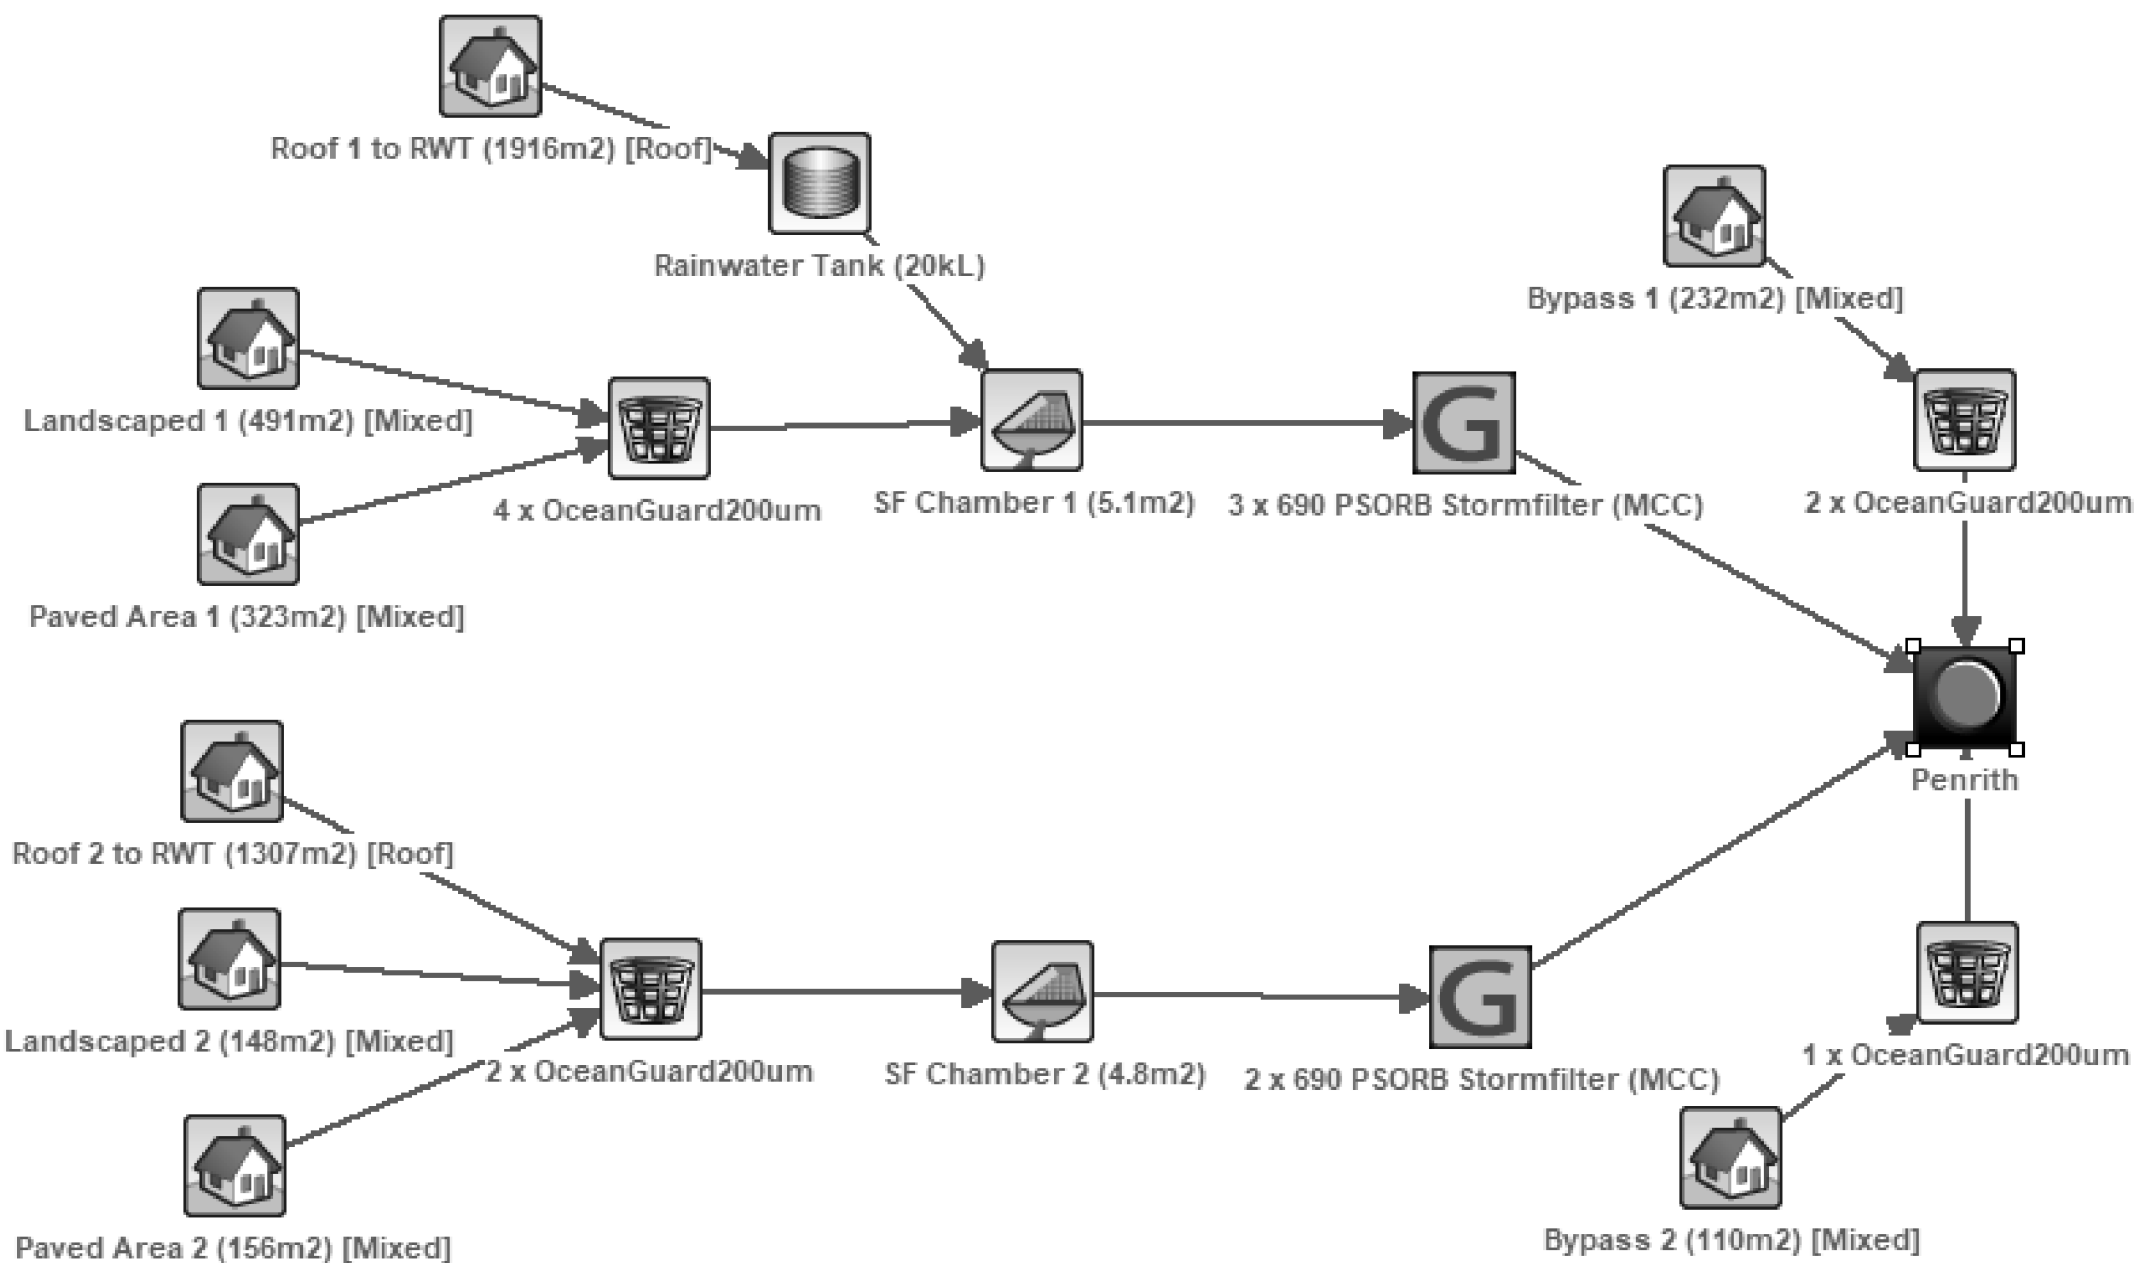 Roof 1 to RWT (1916m2) [Roof]
Rainwater Tank (20kL)
Bypass 1 (232m2) [Mixed]
Landscaped 1 (491m2) [Mixed]
4 x OceanGuard200um
SF Chamber 1 (5.1m2)
G
3 x 690 PSORB Stormfilter (MCC)
2 x OceanGuard200um
Paved Area 1 (323m2) [Mixed]
Penrith
Roof 2 to RWT (1307m2) [Roof]
Landscaped 2 (148m2) [Mixed]
2 x OceanGuard200um
SF Chamber 2 (4.8m2)
G
2 x 690 PSORB Stormfilter (MCC)
1 x OceanGuard200um
Paved Area 2 (156m2) [Mixed]
Bypass 2 (110m2) [Mixed]